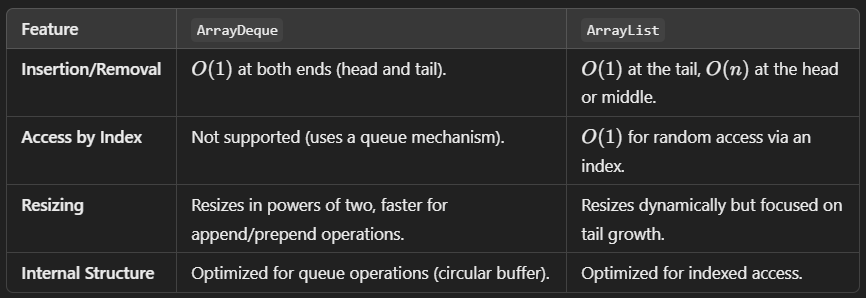 Feature ArrayDeque ArrayList
Insertion/Removal O(1) at both ends (head and tail). O(1) at the tail, O(n) at the head
or middle.
Access by Index Not supported (uses a queue mechanism). O(1) for random access via an
index.
Resizing Resizes in powers of two, faster for Resizes dynamically but focused on
append/prepend operations. tail growth.
Internal Structure Optimized for queue operations (circular buffer). Optimized for indexed access.